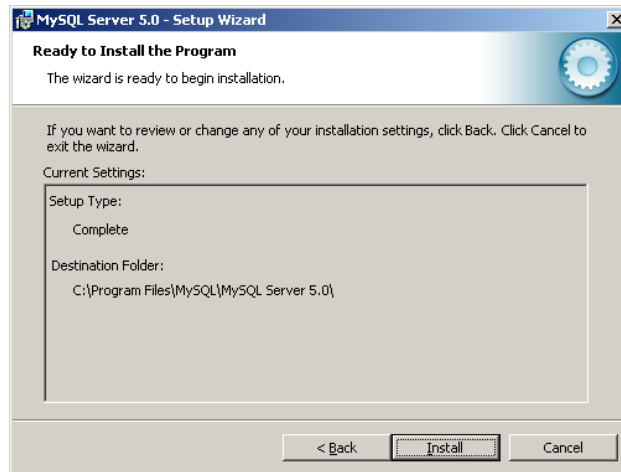 MySQL Server 5.0 - Setup Wizard
Ready to Install the Program
The wizard is ready to begin installation.
If you want to review or change any of your installation settings, click Back. Click Cancel to
exit the wizard.
Current Settings:
Setup Type:
Complete
Destination Folder:
C:\Program Files\MySQL\MySQL Server 5.0\
< Back
Install
Cancel